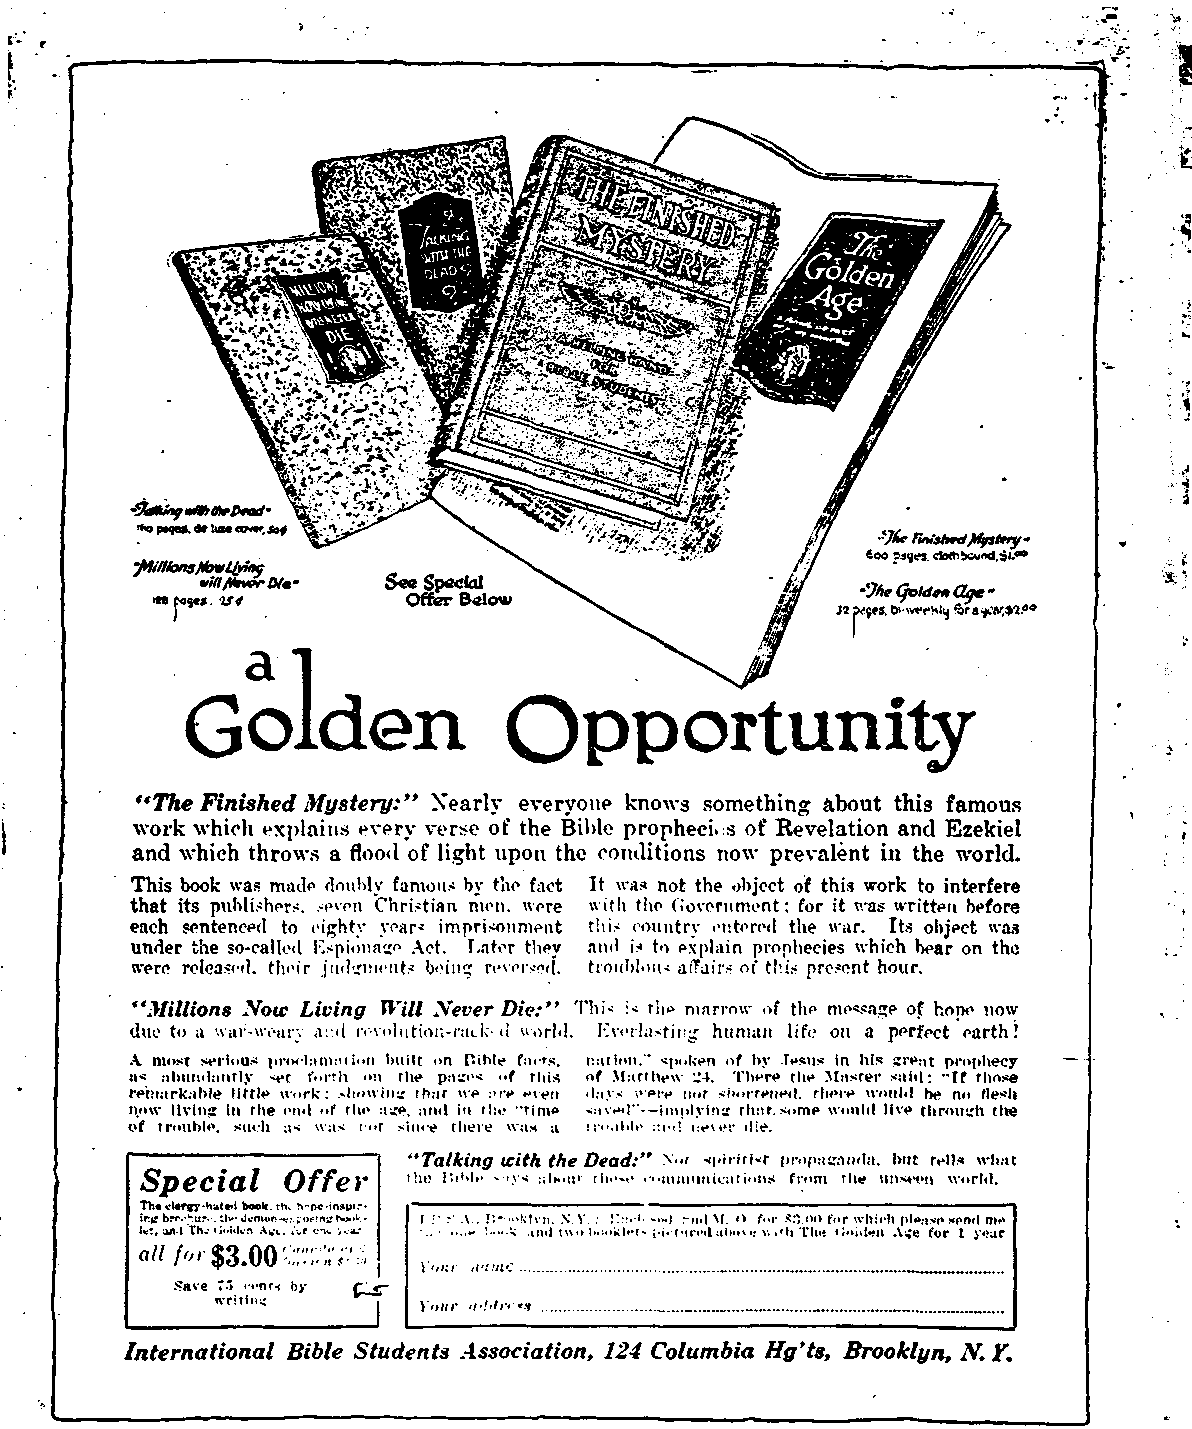 TALKING
WITH THE
DEAD
MILLIONS
NOW LIVING
WILL NEVER
DIE
THE FINISHED
MYSTERY
The
Golden
Age
"Talking with the Dead"
pages, de luxe cover, 50¢
"Millions Now Living
will Never Die"
128 pages, 25¢
See Special
Offer Below
"The Finished Mystery"
600 pages, clothbound, $1.00
"The Golden Age"
32 pages, bi-weekly for a year, $2.00
a
Golden Opportunity
"The Finished Mystery:" Nearly everyone knows something about this famous
work which explains every verse of the Bible prophecies of Revelation and Ezekiel
and which throws a flood of light upon the conditions now prevalent in the world.
This book was made doubly famous by the fact
that its publishers, seven Christian men, were
each sentenced to eighty years imprisonment
under the so-called Espionage Act. Later they
were released, their judgments being reversed.
It was not the object of this work to interfere
with the Government; for it was written before
this country entered the war. Its object was
and is to explain prophecies which bear on the
troublous affairs of this present hour.
"Millions Now Living Will Never Die:" This is the marrow of the message of hope now
due to a war-weary and revolution-racked world. Everlasting human life on a perfect earth!
A most serious proclamation built on Bible facts,
as abundantly set forth on the pages of this
remarkable little work; showing that we are even
now living in the end of the age, and in the "time
of trouble, such as was not since there was a
nation," spoken of by Jesus in his great prophecy
of Matthew 24. There the Master said: "If those
days were not shortened, there would be no flesh
saved"—implying that some would live through the
trouble and never die.
"Talking with the Dead:" Not spiritist propaganda, but tells what
the Bible says about these communications from the unseen world.
Special Offer
The clergy-hated book, the hope-inspir-
ing brochure, the demon-exposing book-
let, and The Golden Age, for one year
all for $3.00
Save 75 cents by
writing
I. B. S. A., Brooklyn, N. Y.: Enclosed find M. O. for $3.00 for which please send me
the one book and two booklets pictured above with The Golden Age for 1 year
Your name
Your address
International Bible Students Association, 124 Columbia Hg'ts, Brooklyn, N. Y.